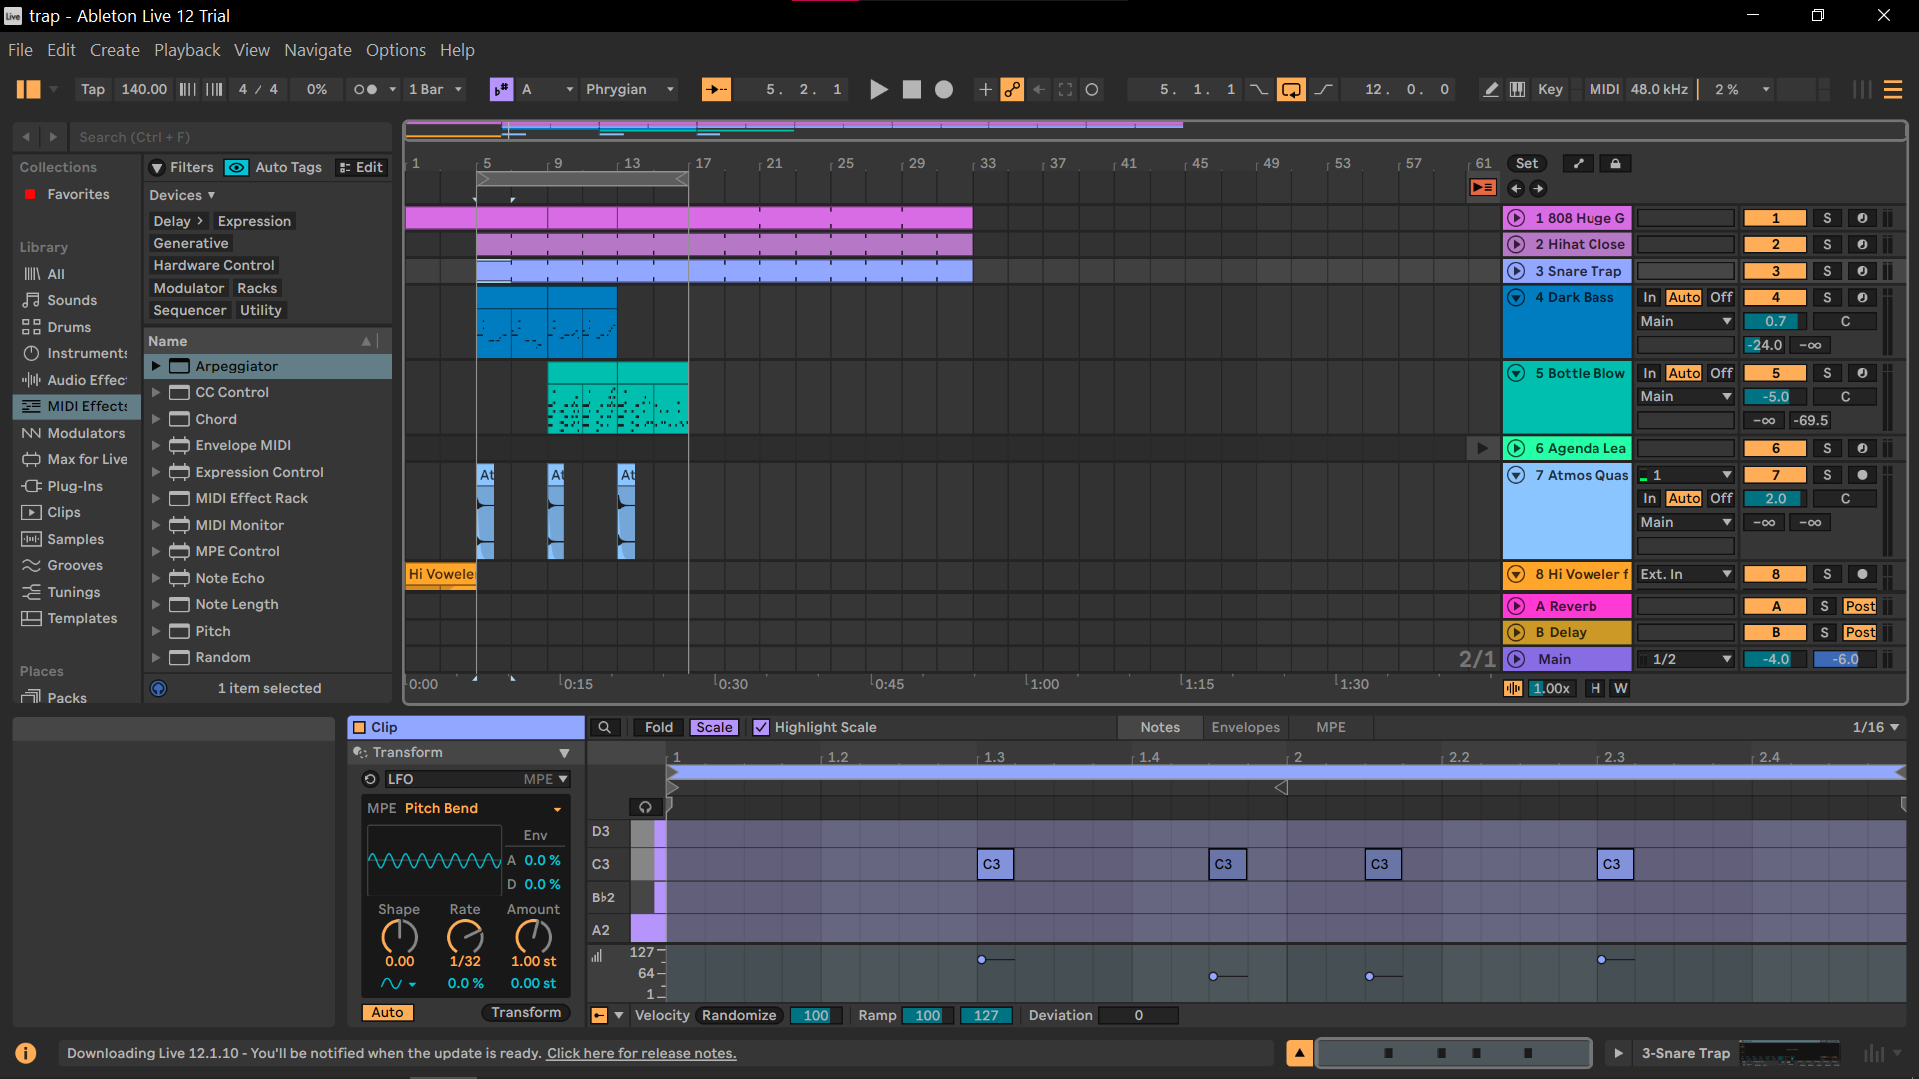 Live trap - Ableton Live 12 Trial
File Edit Create Playback View Navigate Options Help
Tap 140.00 4 / 4 0% 1 Bar A Phrygian 5. 2. 1 5. 1. 1 12. 0. 0 Key MIDI 48.0 kHz 2 %
Search (Ctrl + F)
Collections
Favorites
Library
All
Sounds
Drums
Instruments
Audio Effec
MIDI Effects
Modulators
Max for Live
Plug-Ins
Clips
Samples
Grooves
Tunings
Templates
Places
Packs
Filters Auto Tags Edit
Devices
Delay > Expression
Generative
Hardware Control
Modulator Racks
Sequencer Utility
Name
Arpeggiator
CC Control
Chord
Envelope MIDI
Expression Control
MIDI Effect Rack
MIDI Monitor
MPE Control
Note Echo
Note Length
Pitch
Random
1 item selected
1 5 9 13 17 21 25 29 33 37 41 45 49 53 57 61
At At At
Hi Voweler
2/1
0:00 0:15 0:30 0:45 1:00 1:15 1:30
Set
1 808 Huge G 1 S
2 Hihat Close 2 S
3 Snare Trap 3 S
4 Dark Bass In Auto Off 4 S
Main 0.7 C
-24.0 -∞
5 Bottle Blow In Auto Off 5 S
Main -5.0 C
-∞ -69.5
6 Agenda Lea 6 S
7 Atmos Quas 1 7 S
In Auto Off 2.0 C
Main -∞ -∞
8 Hi Voweler f Ext. In 8 S
A Reverb A S Post
B Delay B S Post
Main 1/2 -4.0 -6.0
1.00x H W
Clip
Transform
LFO MPE
MPE Pitch Bend
Env
A 0.0 %
D 0.0 %
Shape Rate Amount
0.00 1/32 1.00 st
0.0 % 0.00 st
Auto Transform
Fold Scale Highlight Scale Notes Envelopes MPE 1/16
1 1.2 1.3 1.4 2 2.2 2.3 2.4
D3
C3 C3 C3 C3 C3
B♭♭2
A2
127
64
1
Velocity Randomize 100 Ramp 100 127 Deviation 0
Downloading Live 12.1.10 - You'll be notified when the update is ready. Click here for release notes.
3-Snare Trap